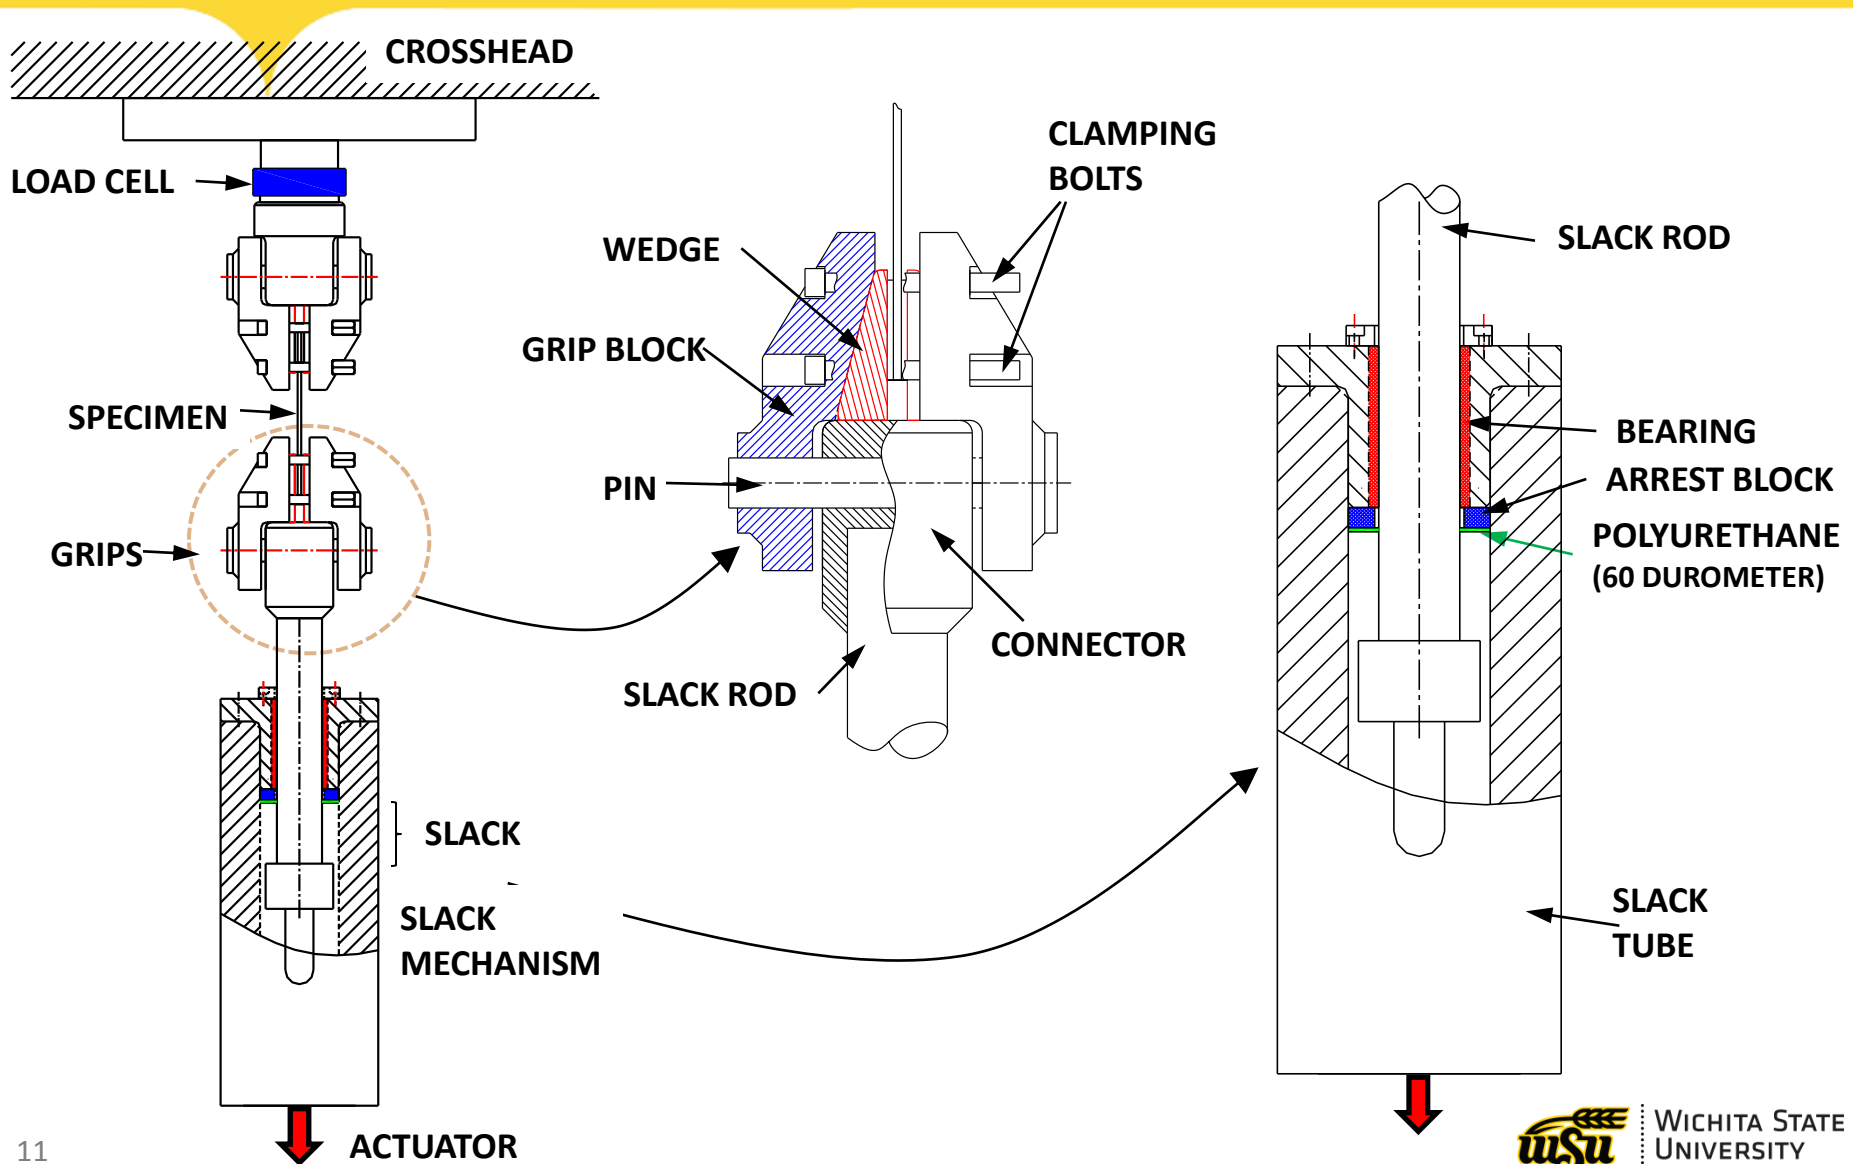 CROSSHEAD
LOAD CELL
SPECIMEN
GRIPS
SLACK
SLACK
MECHANISM
ACTUATOR
CLAMPING
BOLTS
WEDGE
GRIP BLOCK
PIN
CONNECTOR
SLACK ROD
SLACK ROD
BEARING
ARREST BLOCK
POLYURETHANE
(60 DUROMETER)
SLACK
TUBE
11
WSU
WICHITA STATE
UNIVERSITY